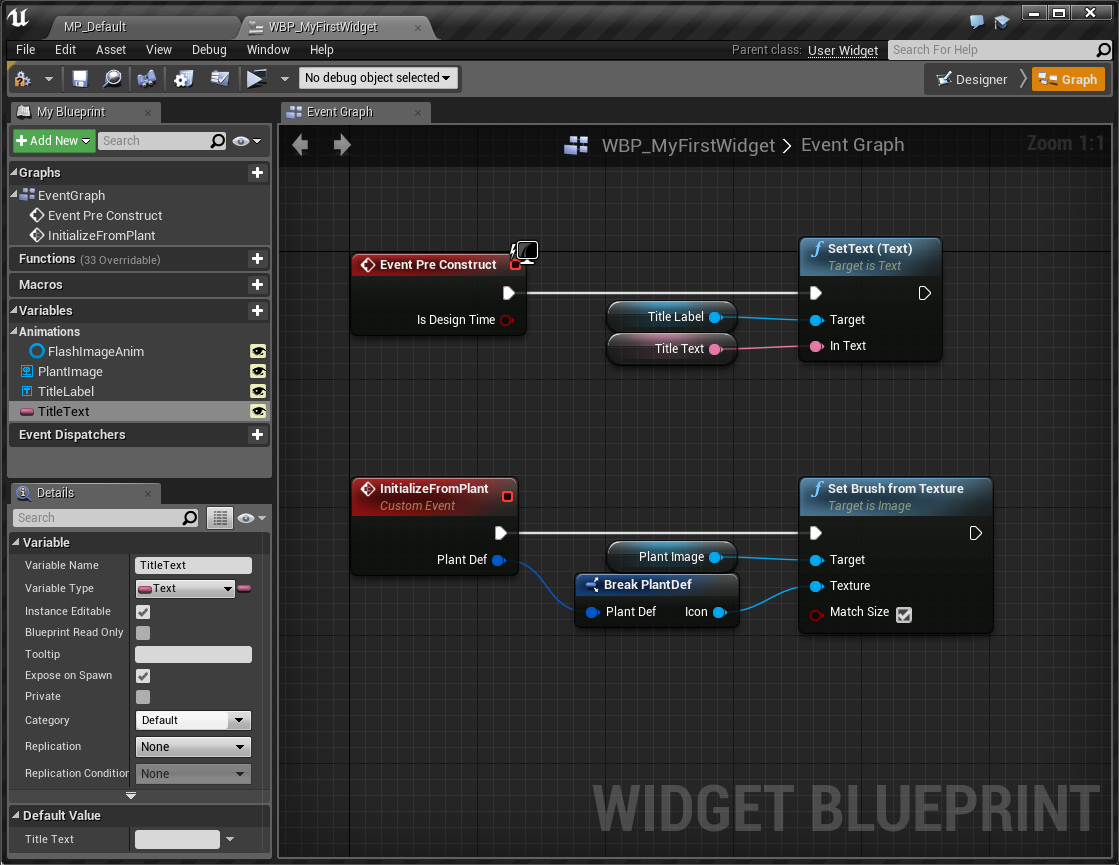 MP_Default
WBP_MyFirstWidget
File Edit Asset View Debug Window Help
Parent class: User Widget
Search For Help
No debug object selected
Designer
Graph
My Blueprint
Add New
Search
Graphs
EventGraph
Event Pre Construct
InitializeFromPlant
Functions (33 Overridable)
Macros
Variables
Animations
FlashImageAnim
PlantImage
TitleLabel
TitleText
Event Dispatchers
Details
Search
Variable
Variable Name TitleText
Variable Type Text
Instance Editable
Blueprint Read Only
Tooltip
Expose on Spawn
Private
Category Default
Replication None
Replication Condition None
Default Value
Title Text
Event Graph
WBP_MyFirstWidget > Event Graph
Zoom 1:1
Event Pre Construct
Is Design Time
Title Label
Title Text
SetText (Text)
Target is Text
Target
In Text
InitializeFromPlant
Custom Event
Plant Def
Plant Image
Break PlantDef
Plant Def Icon
Set Brush from Texture
Target is Image
Target
Texture
Match Size
WIDGET BLUEPRINT